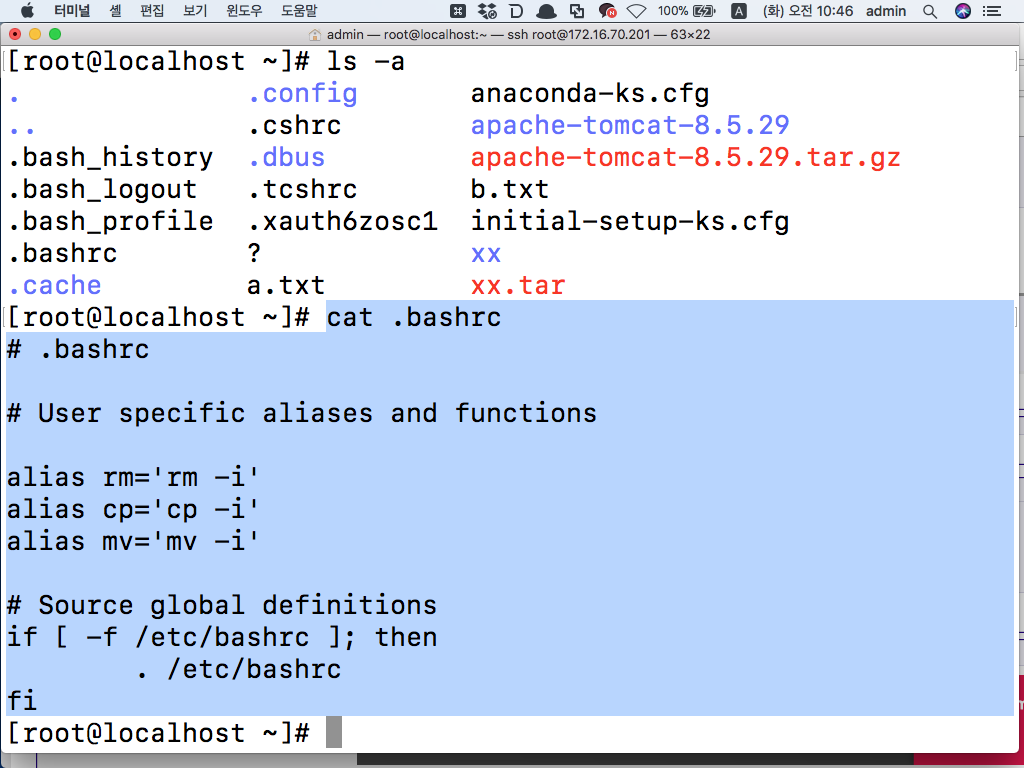 터미널 셸 편집 보기 윈도우 도움말 100% A (화) 오전 10:46 admin
admin — root@localhost:~ — ssh root@172.16.70.201 — 63×22
[root@localhost ~]# ls -a
. .config anaconda-ks.cfg
.. .cshrc apache-tomcat-8.5.29
.bash_history .dbus apache-tomcat-8.5.29.tar.gz
.bash_logout .tcshrc b.txt
.bash_profile .xauth6zosc1 initial-setup-ks.cfg
.bashrc ? xx
.cache a.txt xx.tar
[root@localhost ~]# cat .bashrc
# .bashrc
# User specific aliases and functions
alias rm='rm -i'
alias cp='cp -i'
alias mv='mv -i'
# Source global definitions
if [ -f /etc/bashrc ]; then
. /etc/bashrc
fi
[root@localhost ~]#